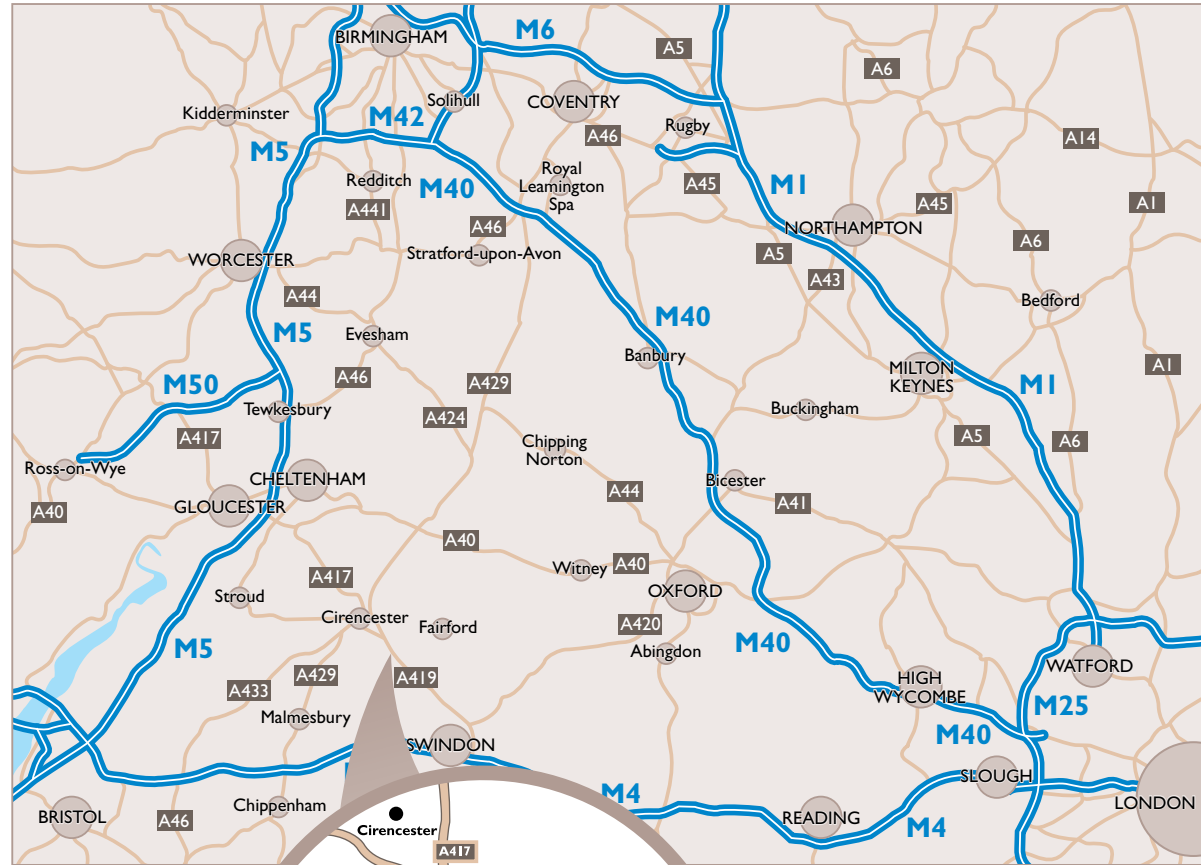 BIRMINGHAM
M6
A5
A6
Kidderminster
Solihull
COVENTRY
M42
Rugby
A46
A14
M5
Redditch
M40
Royal
Leamington
Spa
A45
M1
A441
A46
NORTHAMPTON
A45
A1
WORCESTER
Stratford-upon-Avon
A5
A6
A43
A44
Bedford
M5
Evesham
M40
Banbury
A46
A429
MILTON
KEYNES
A1
M50
M1
Tewkesbury
A424
Buckingham
A417
Chipping
Norton
A5
A6
Ross-on-Wye
CHELTENHAM
Bicester
A44
A41
GLOUCESTER
A40
A40
Witney
A40
A417
OXFORD
Stroud
Cirencester
Fairford
A420
M5
M40
Abingdon
WATFORD
A429
A419
HIGH
WYCOMBE
A433
M25
Malmesbury
M40
SWINDON
SLOUGH
M4
LONDON
Chippenham
BRISTOL
A46
READING
M4
Cirencester
A417